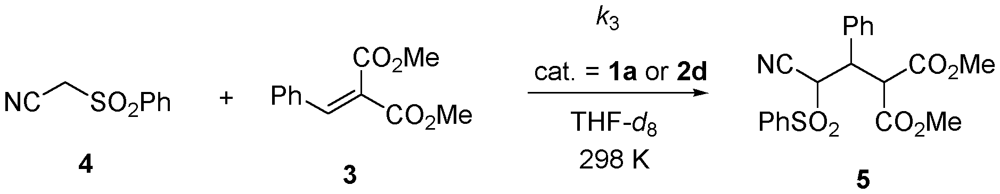 NC
SO2Ph
4
+
Ph
CO2Me
CO2Me
3
k3
cat. = 1a or 2d
THF-d8
298 K
Ph
NC
CO2Me
PhSO2
CO2Me
5